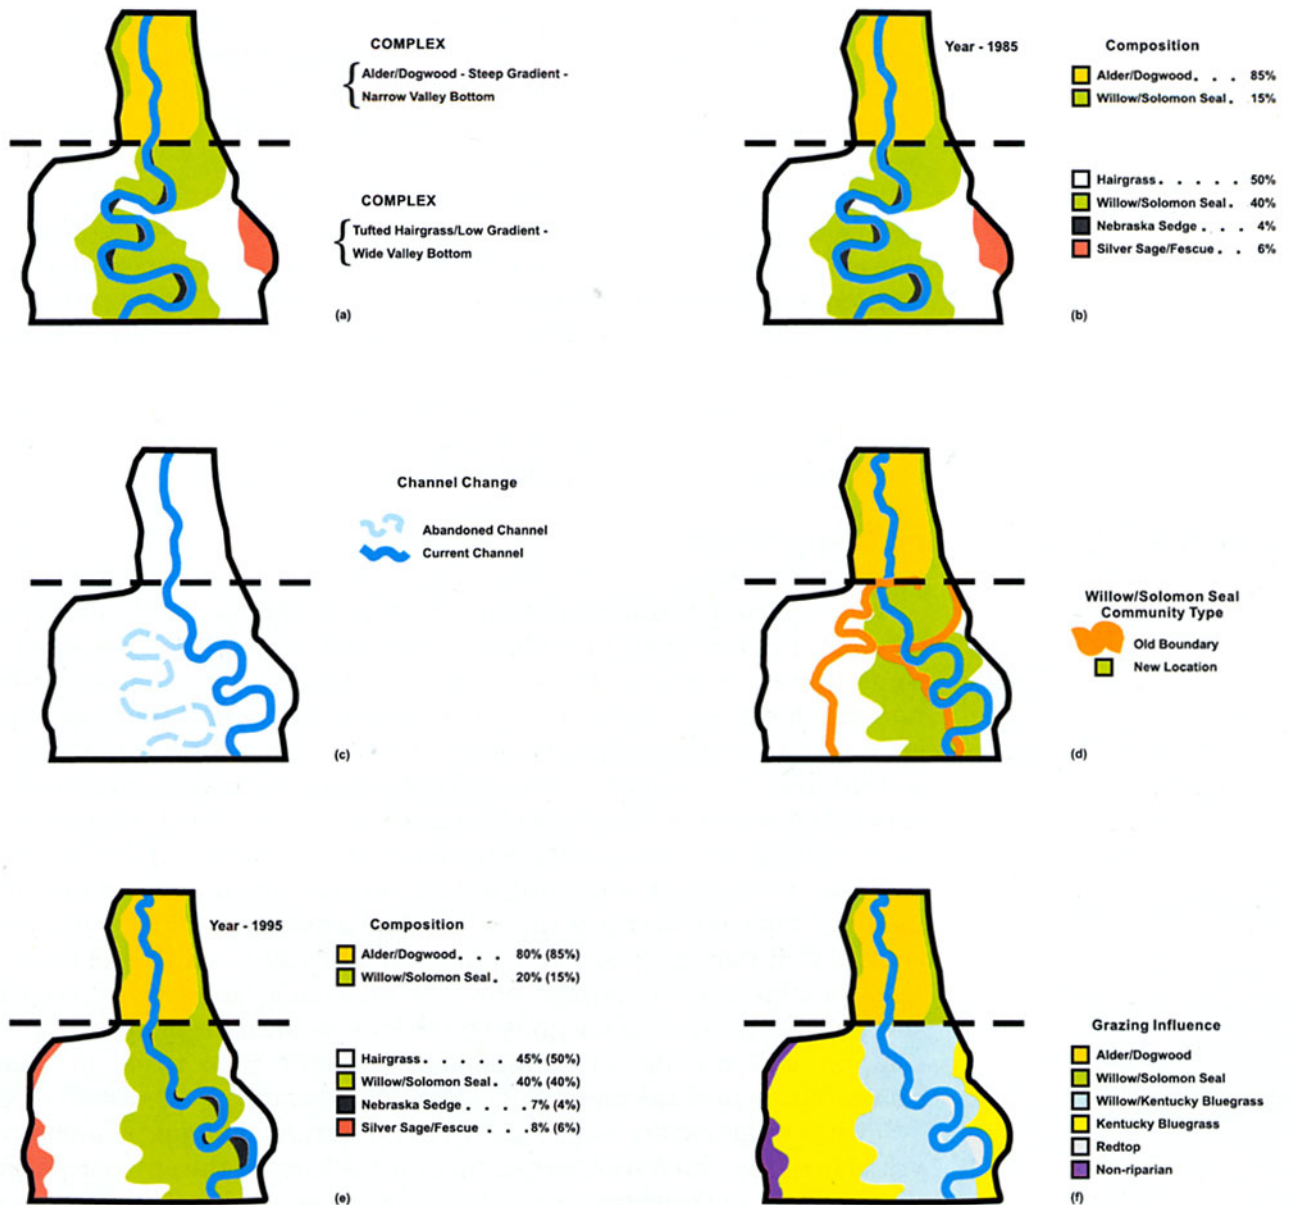 COMPLEX
Alder/Dogwood - Steep Gradient -
Narrow Valley Bottom
COMPLEX
Tufted Hairgrass/Low Gradient -
Wide Valley Bottom
(a)
Year - 1985
Composition
Alder/Dogwood . . . 85%
Willow/Solomon Seal . 15%
Hairgrass . . . . . 50%
Willow/Solomon Seal . 40%
Nebraska Sedge . . . 4%
Silver Sage/Fescue . . 6%
(b)
Channel Change
Abandoned Channel
Current Channel
(c)
Willow/Solomon Seal
Community Type
Old Boundary
New Location
(d)
Year - 1995
Composition
Alder/Dogwood . . . 80% (85%)
Willow/Solomon Seal . 20% (15%)
Hairgrass . . . . . 45% (50%)
Willow/Solomon Seal . 40% (40%)
Nebraska Sedge . . . . 7% (4%)
Silver Sage/Fescue . . . 8% (6%)
(e)
Grazing Influence
Alder/Dogwood
Willow/Solomon Seal
Willow/Kentucky Bluegrass
Kentucky Bluegrass
Redtop
Non-riparian
(f)